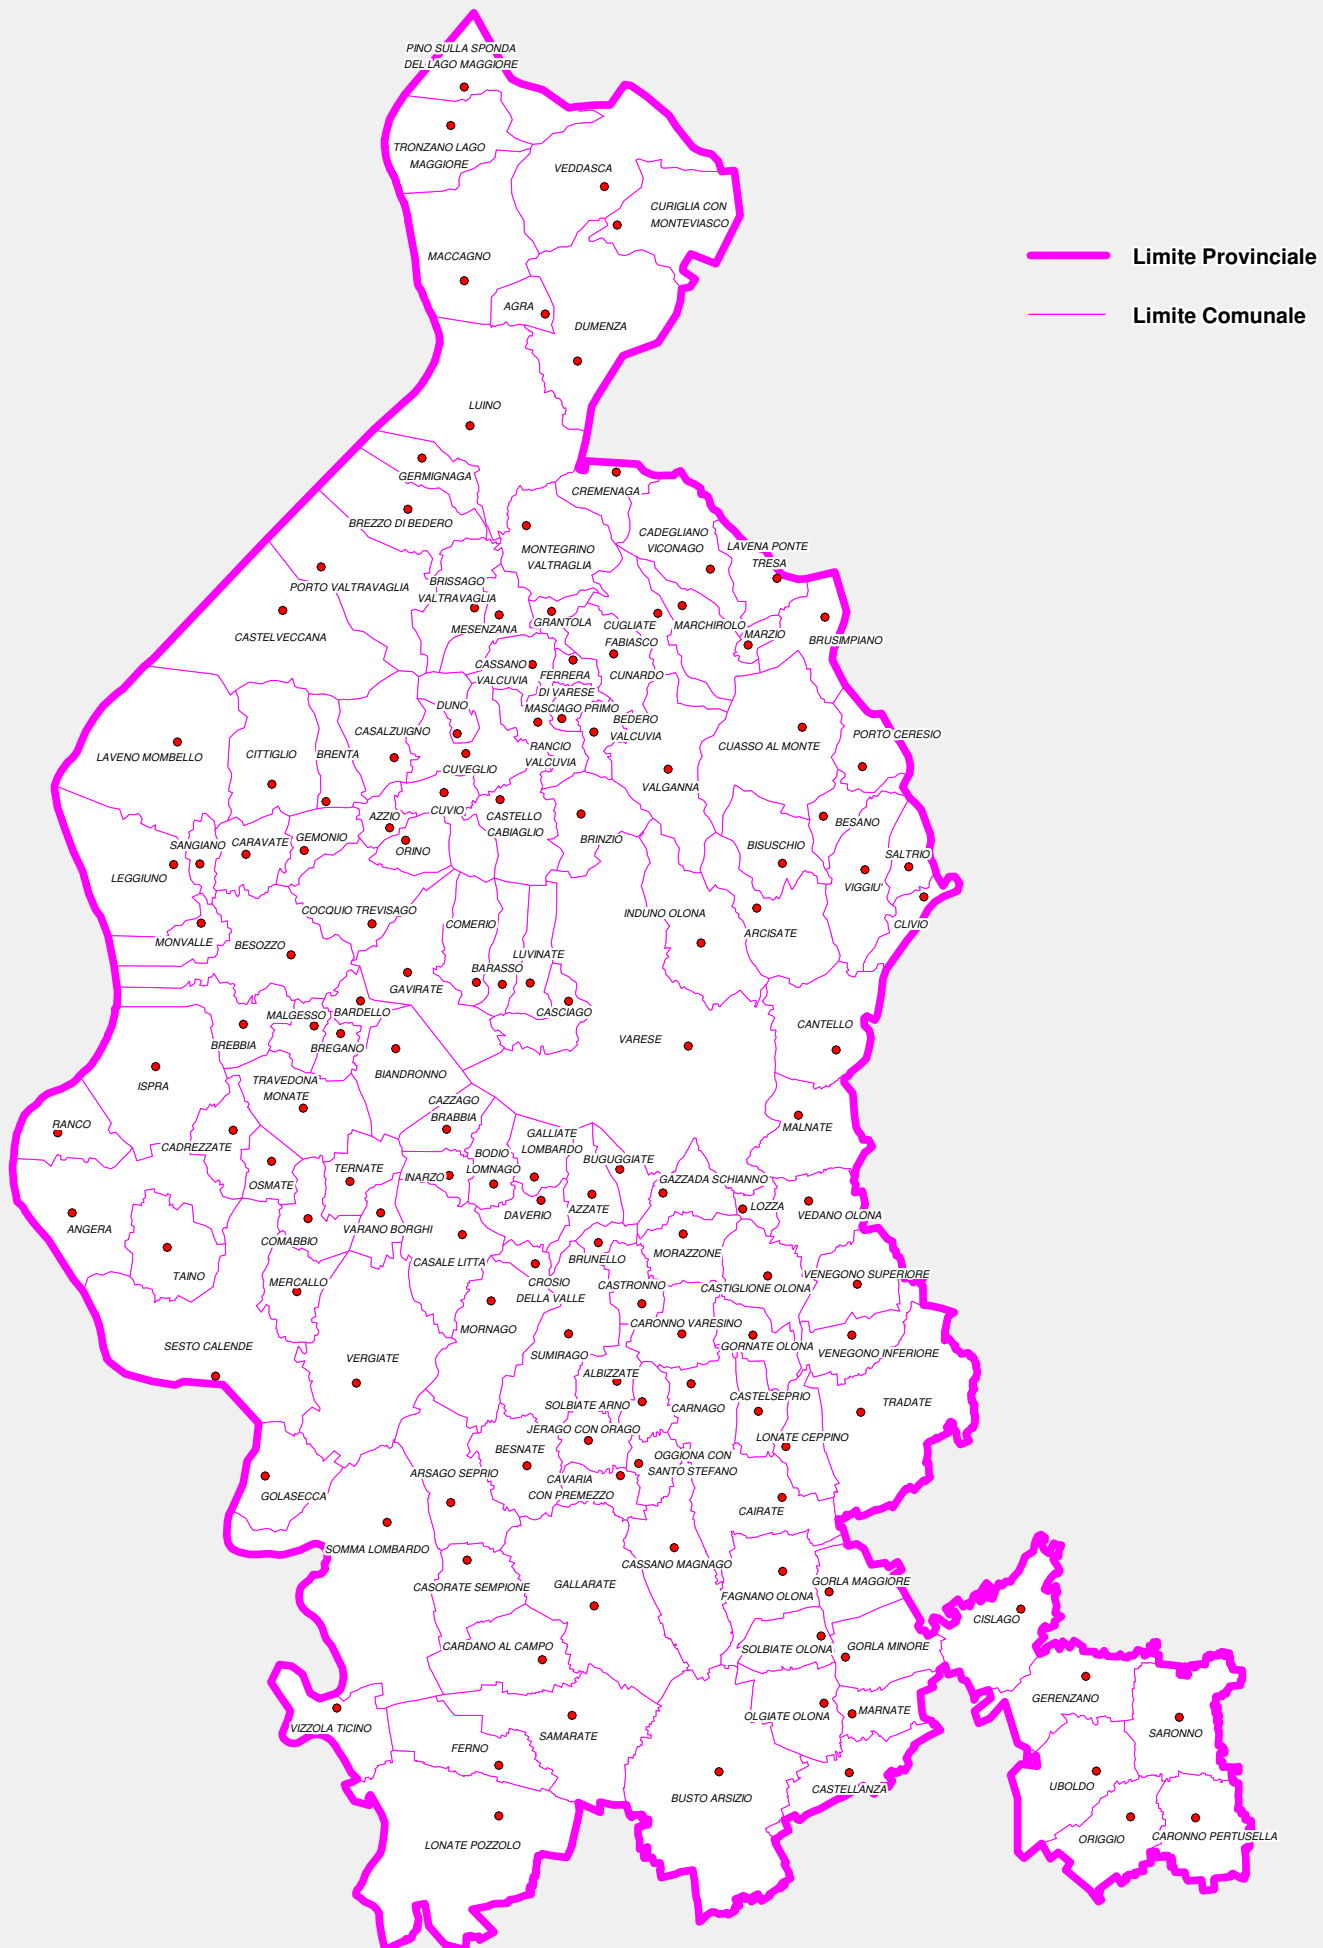 PINO SULLA SPONDA
DEL LAGO MAGGIORE
TRONZANO LAGO
MAGGIORE
VEDDASCA
CURIGLIA CON
MONTEVIASCO
MACCAGNO
Limite Provinciale
AGRA
Limite Comunale
DUMENZA
LUINO
GERMIGNAGA
CREMENAGA
BREZZO DI BEDERO
CADEGLIANO
VICONAGO
MONTEGRINO
VALTRAGLIA
LAVENA PONTE
TRESA
PORTO VALTRAVAGLIA
BRISSAGO
VALTRAVAGLIA
CASTELVECCANA
MESENZANA
GRANTOLA
CUGLIATE
FABIASCO
MARCHIROLO
MARZIO
BRUSIMPIANO
CASSANO
VALCUVIA
FERRERA
DI VARESE
CUNARDO
DUNO
MASCIAGO PRIMO
BEDERO
VALCUVIA
CASALZUIGNO
PORTO CERESIO
CUASSO AL MONTE
LAVENO MOMBELLO
CITTIGLIO
BRENTA
RANCIO
VALCUVIA
CUVEGLIO
VALGANNA
CUVIO
AZZIO
CASTELLO
CABIAGLIO
BESANO
SANGIANO
CARAVATE
GEMONIO
ORINO
BRINZIO
BISUSCHIO
SALTRIO
LEGGIUNO
VIGGIU'
COCQUIO TREVISAGO
INDUNO OLONA
COMERIO
CLIVIO
ARCISATE
MONVALLE
BESOZZO
LUVINATE
BARASSO
GAVIRATE
CASCIAGO
BARDELLO
MALGESSO
CANTELLO
BREBBIA
BREGANO
VARESE
BIANDRONNO
ISPRA
TRAVEDONA
MONATE
CAZZAGO
BRABBIA
RANCO
MALNATE
CADREZZATE
GALLIATE
LOMBARDO
BODIO
LOMNAGO
BUGUGGIATE
TERNATE
INARZO
GAZZADA SCHIANNO
OSMATE
LOZZA
DAVERIO
AZZATE
VEDANO OLONA
ANGERA
VARANO BORGHI
COMABBIO
MORAZZONE
BRUNELLO
CASALE LITTA
TAINO
MERCALLO
CROSIO
DELLA VALLE
CASTRONNO
CASTIGLIONE OLONA
VENEGONO SUPERIORE
MORNAGO
CARONNO VARESINO
SESTO CALENDE
VERGIATE
SUMIRAGO
GORNATE OLONA
VENEGONO INFERIORE
ALBIZZATE
CASTELSEPRIO
SOLBIATE ARNO
CARNAGO
TRADATE
JERAGO CON ORAGO
LONATE CEPPINO
BESNATE
OGGIONA CON
SANTO STEFANO
ARSAGO SEPRIO
CAVARIA
CON PREMEZZO
GOLASECCA
CAIRATE
SOMMA LOMBARDO
CASSANO MAGNAGO
CASORATE SEMPIONE
GALLARATE
GORLA MAGGIORE
FAGNANO OLONA
CISLAGO
CARDANO AL CAMPO
SOLBIATE OLONA
GORLA MINORE
GERENZANO
VIZZOLA TICINO
OLGIATE OLONA
MARNATE
SARONNO
SAMARATE
FERNO
UBOLDO
CASTELLANZA
BUSTO ARSIZIO
LONATE POZZOLO
ORIGGIO
CARONNO PERTUSELLA